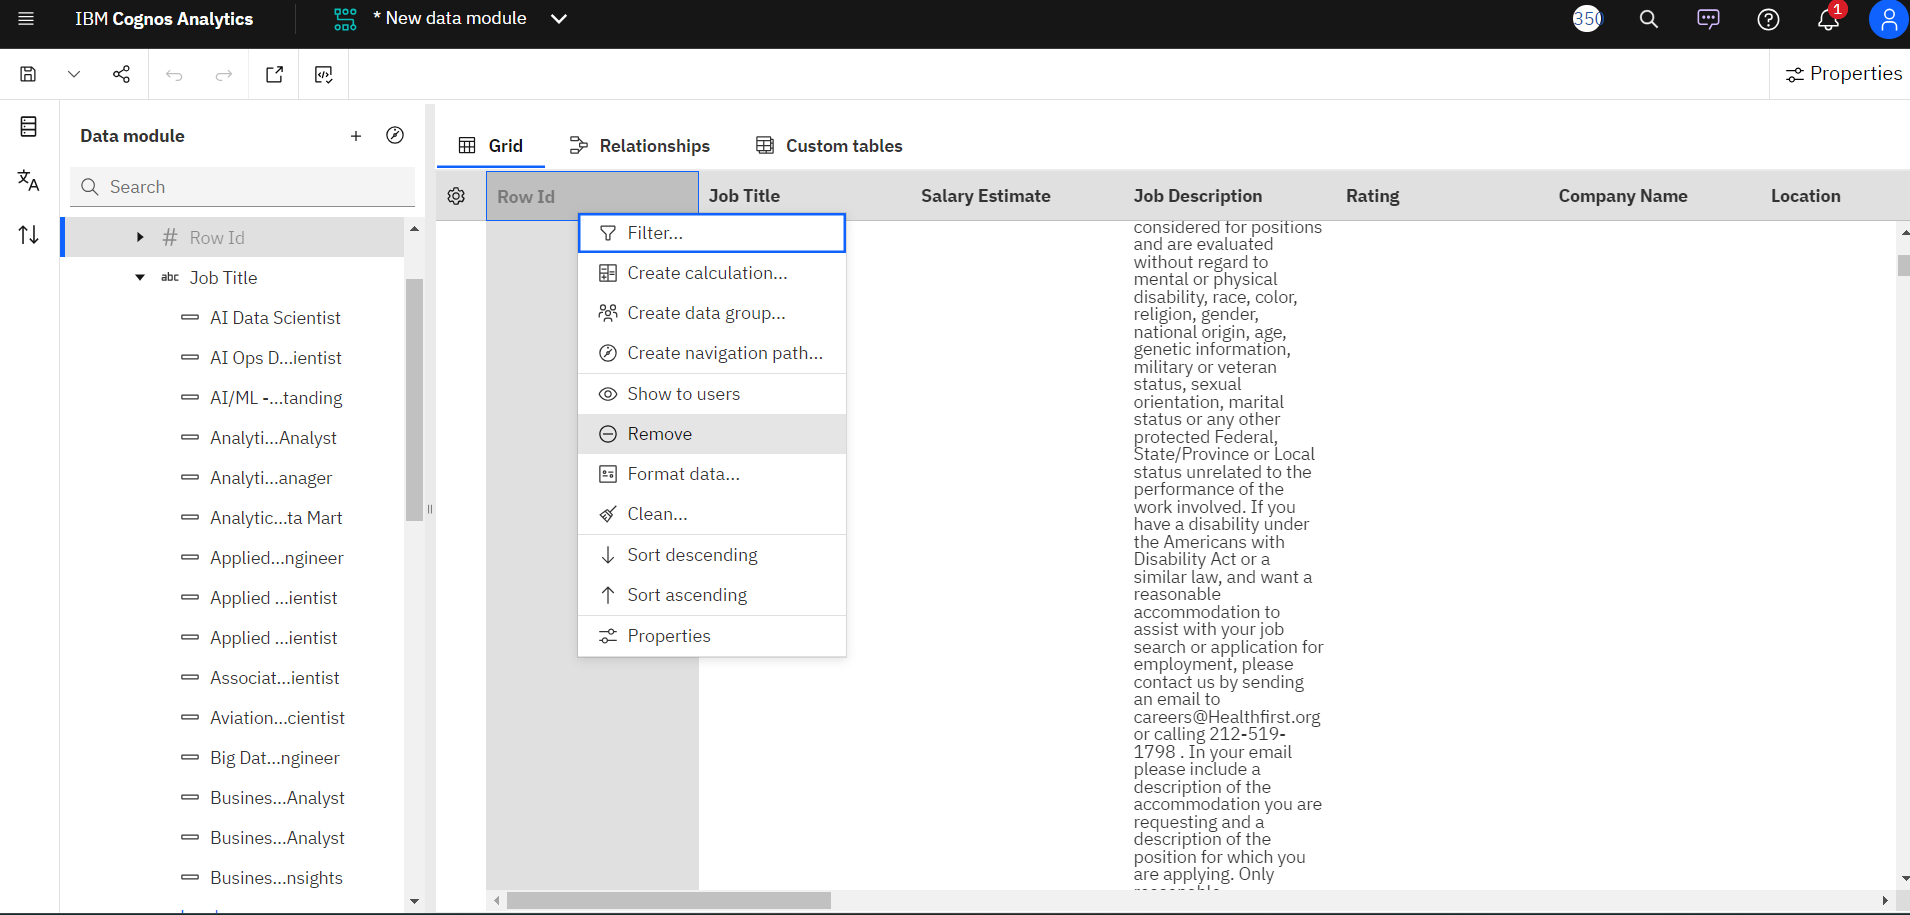 IBM Cognos Analytics
* New data module
350
1
Properties
Data module
Search
Row Id
abc Job Title
AI Data Scientist
AI Ops D...ientist
AI/ML -...tanding
Analyti...Analyst
Analyti...anager
Analytic...ta Mart
Applied...ngineer
Applied ...ientist
Applied ...ientist
Associat...ientist
Aviation...cientist
Big Dat...ngineer
Busines...Analyst
Busines...Analyst
Busines...nsights
Grid
Relationships
Custom tables
Row Id
Job Title
Salary Estimate
Job Description
Rating
Company Name
Location
Filter...
Create calculation...
Create data group...
Create navigation path...
Show to users
Remove
Format data...
Clean...
Sort descending
Sort ascending
Properties
considered for positions
and are evaluated
without regard to
mental or physical
disability, race, color,
religion, gender,
national origin, age,
genetic information,
military or veteran
status, sexual
orientation, marital
status or any other
protected Federal,
State/Province or Local
status unrelated to the
performance of the
work involved. If you
have a disability under
the Americans with
Disability Act or a
similar law, and want a
reasonable
accommodation to
assist with your job
search or application for
employment, please
contact us by sending
an email to
careers@Healthfirst.org
or calling 212-519-
1798 . In your email
please include a
description of the
accommodation you are
requesting and a
description of the
position for which you
are applying. Only